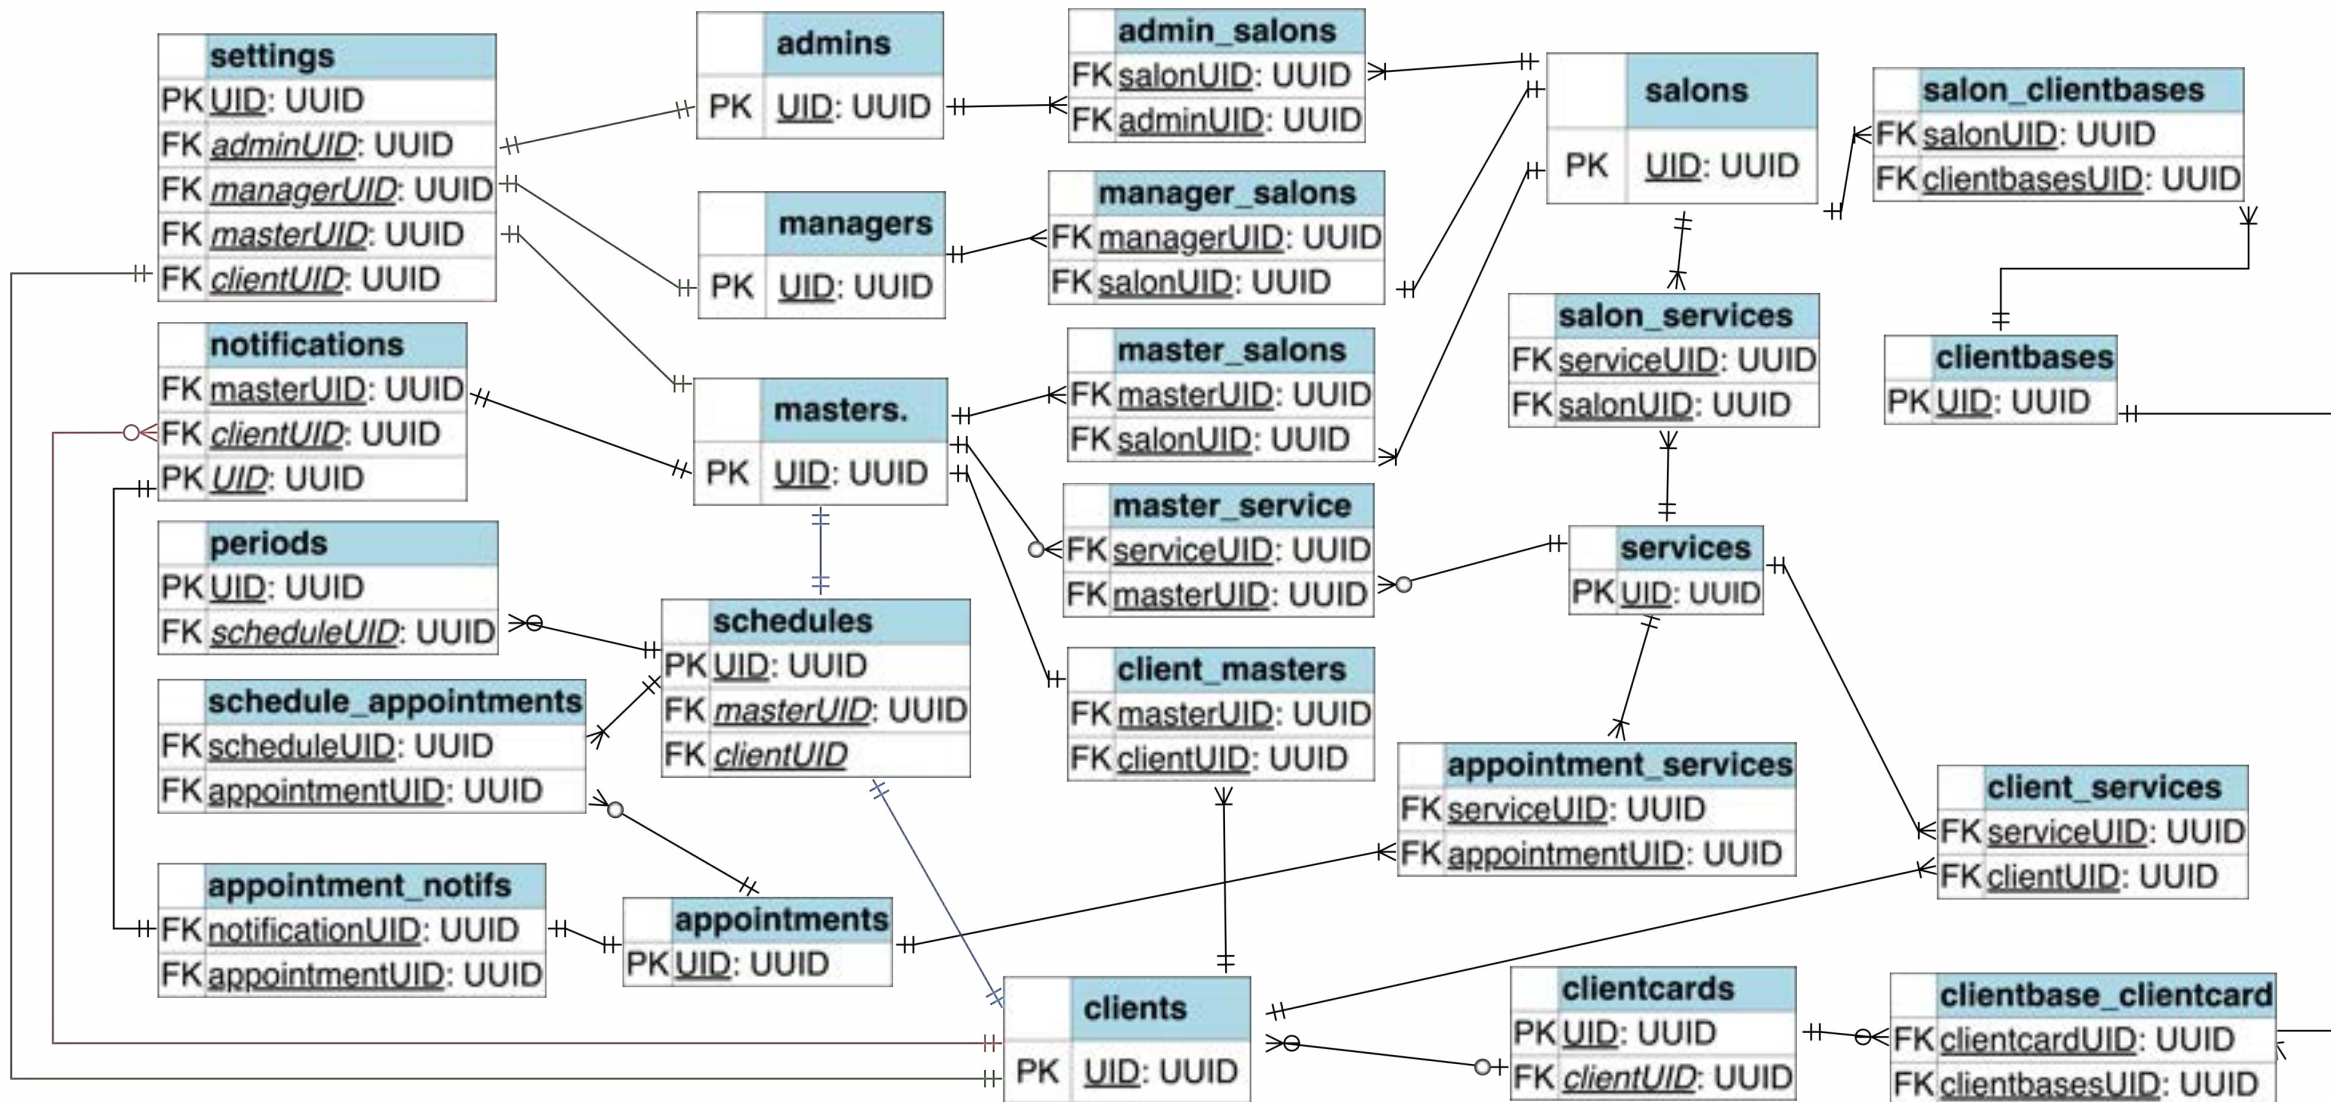 settings
PK UID: UUID
FK adminUID: UUID
FK managerUID: UUID
FK masterUID: UUID
FK clientUID: UUID
notifications
FK masterUID: UUID
FK clientUID: UUID
PK UID: UUID
periods
PK UID: UUID
FK scheduleUID: UUID
schedule_appointments
FK scheduleUID: UUID
FK appointmentUID: UUID
appointment_notifs
FK notificationUID: UUID
FK appointmentUID: UUID
admins
PK UID: UUID
managers
PK UID: UUID
masters.
PK UID: UUID
schedules
PK UID: UUID
FK masterUID: UUID
FK clientUID
appointments
PK UID: UUID
admin_salons
FK salonUID: UUID
FK adminUID: UUID
manager_salons
FK managerUID: UUID
FK salonUID: UUID
master_salons
FK masterUID: UUID
FK salonUID: UUID
master_service
FK serviceUID: UUID
FK masterUID: UUID
client_masters
FK masterUID: UUID
FK clientUID: UUID
clients
PK UID: UUID
salons
PK UID: UUID
salon_services
FK serviceUID: UUID
FK salonUID: UUID
services
PK UID: UUID
appointment_services
FK serviceUID: UUID
FK appointmentUID: UUID
clientcards
PK UID: UUID
FK clientUID: UUID
salon_clientbases
FK salonUID: UUID
FK clientbasesUID: UUID
clientbases
PK UID: UUID
client_services
FK serviceUID: UUID
FK clientUID: UUID
clientbase_clientcard
FK clientcardUID: UUID
FK clientbasesUID: UUID